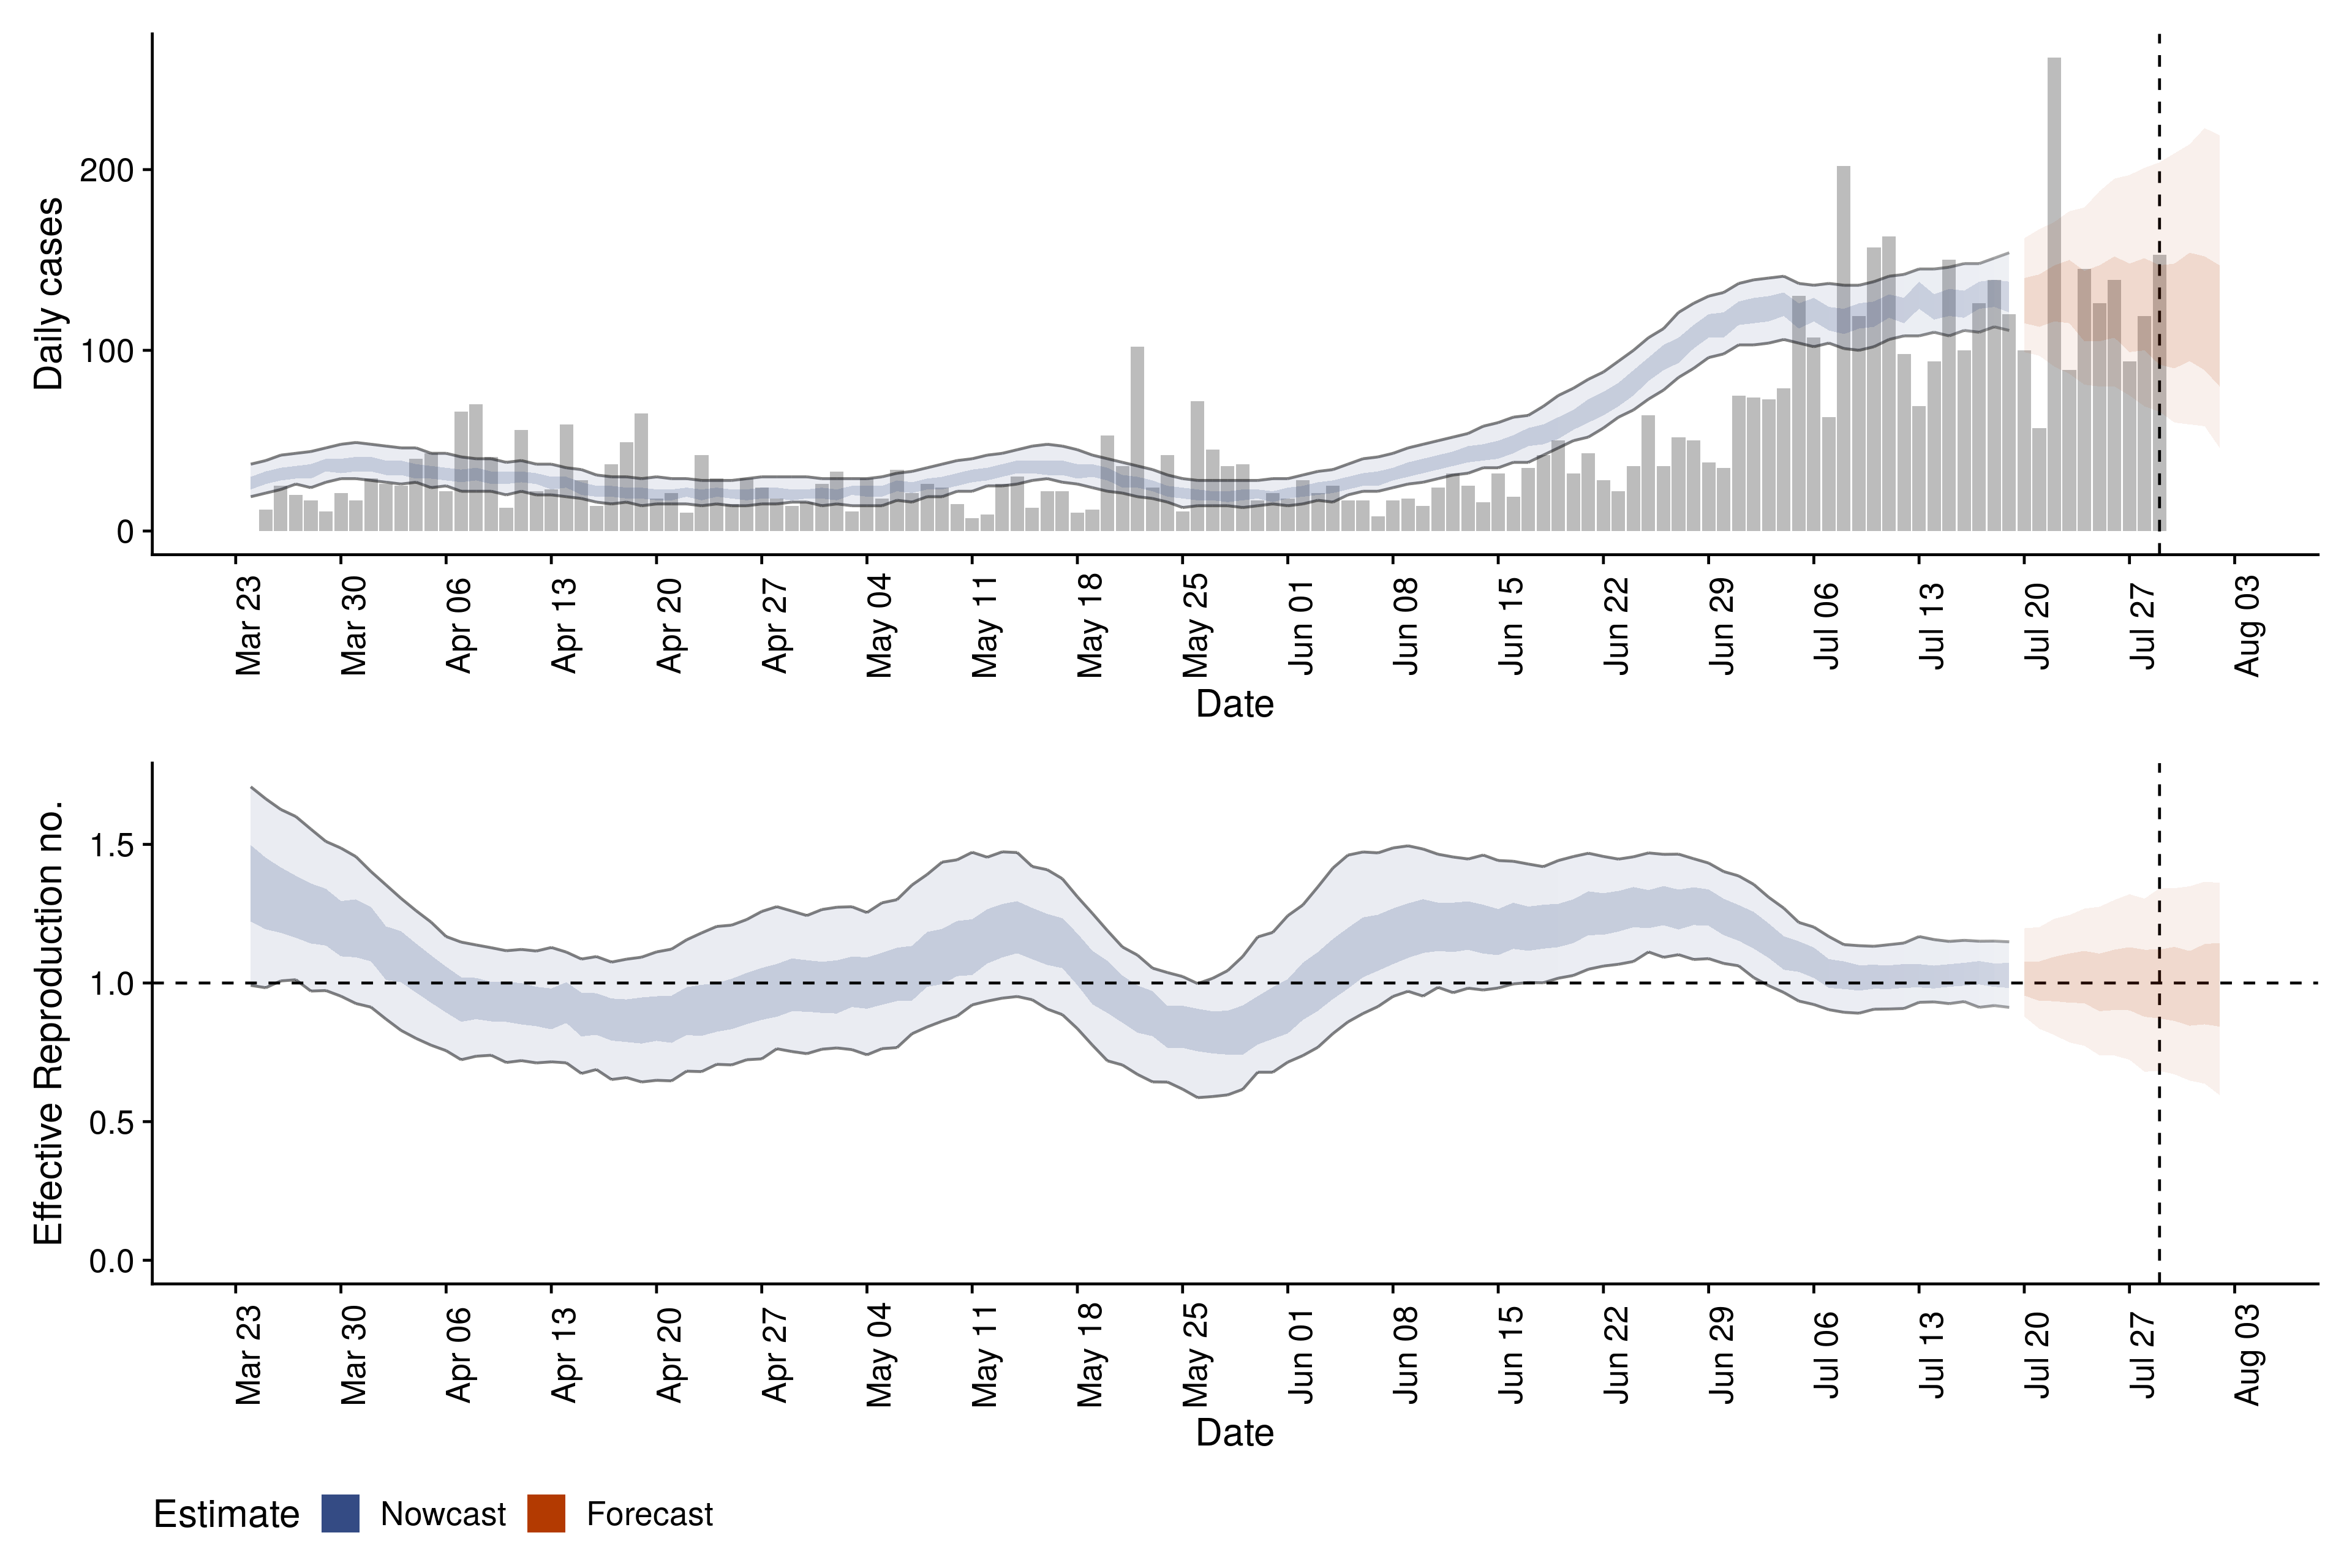 Daily cases
200
100
0
Mar 23
Mar 30
Apr 06
Apr 13
Apr 20
Apr 27
May 04
May 11
May 18
May 25
Jun 01
Jun 08
Jun 15
Jun 22
Jun 29
Jul 06
Jul 13
Jul 20
Jul 27
Aug 03
Date
Effective Reproduction no.
1.5
1.0
0.5
0.0
Mar 23
Mar 30
Apr 06
Apr 13
Apr 20
Apr 27
May 04
May 11
May 18
May 25
Jun 01
Jun 08
Jun 15
Jun 22
Jun 29
Jul 06
Jul 13
Jul 20
Jul 27
Aug 03
Date
Estimate Nowcast Forecast